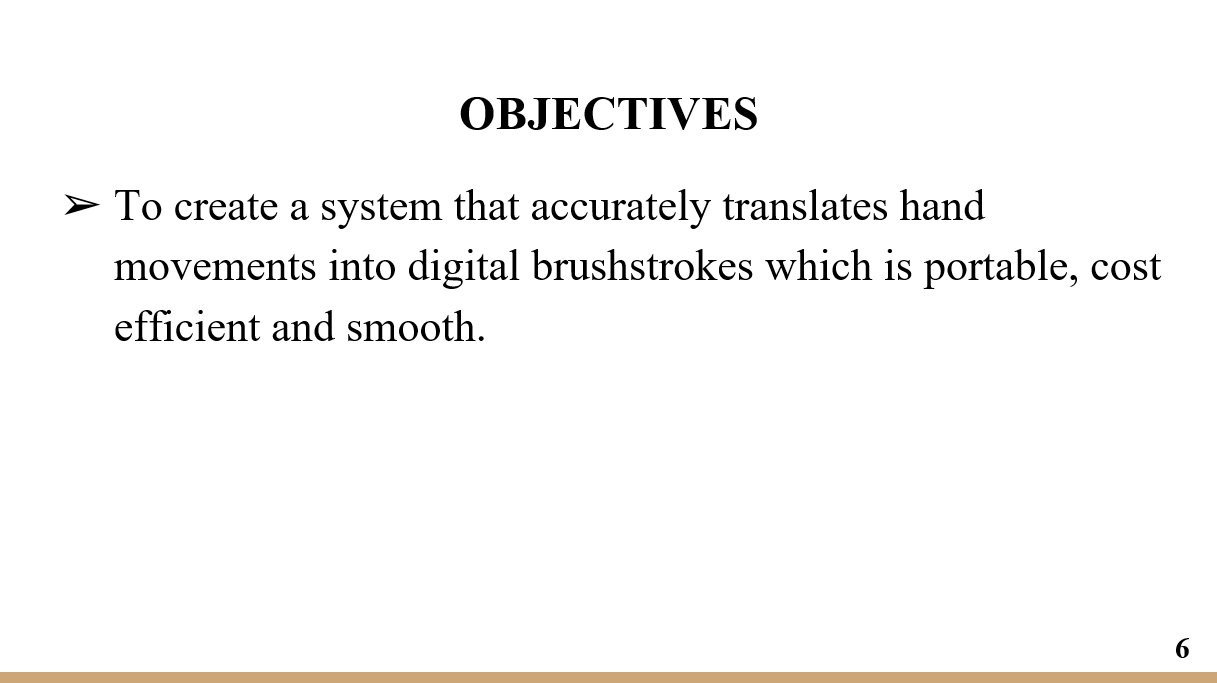 OBJECTIVES
➢ To create a system that accurately translates hand
movements into digital brushstrokes which is portable, cost
efficient and smooth.
6